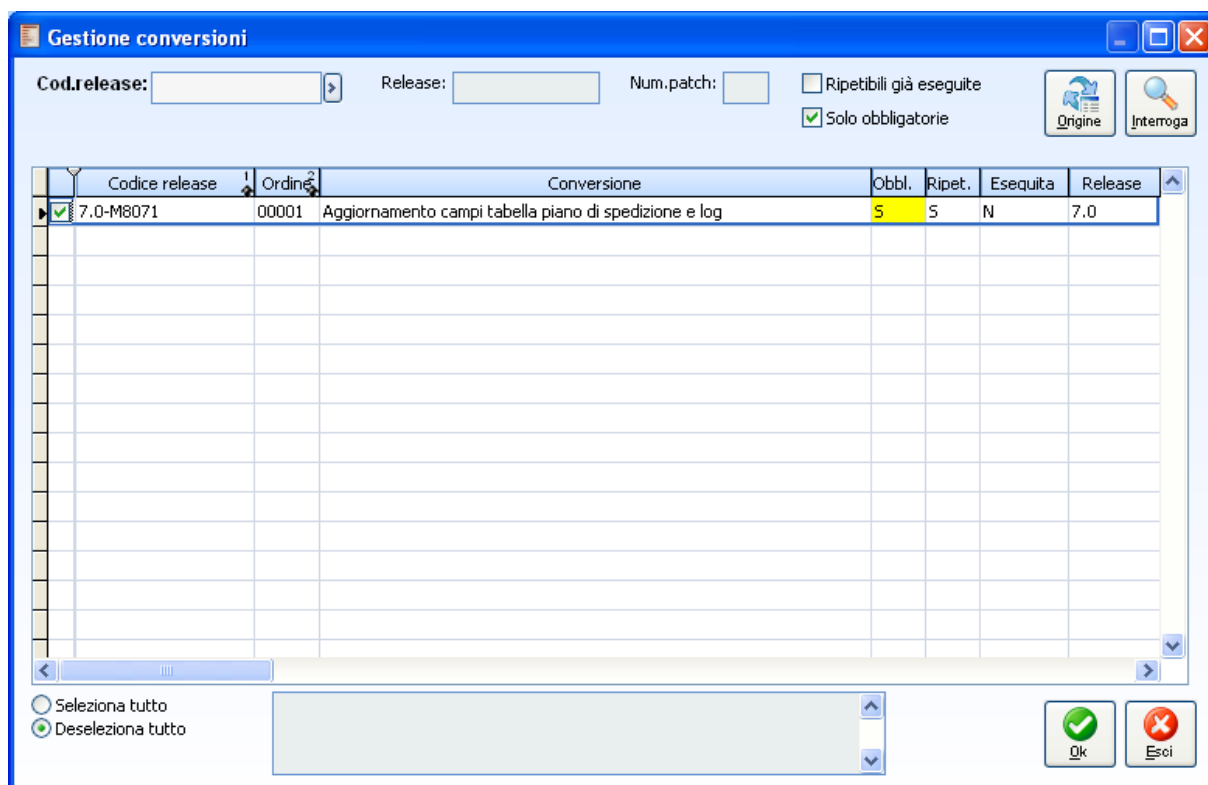 Gestione conversioni
Cod.release: Release: Num.patch: Ripetibili già eseguite
Solo obbligatorie
Origine Interroga
Codice release 1 Ordine 2 Conversione Obbl. Ripet. Eseguita Release
7.0-M8071 00001 Aggiornamento campi tabella piano di spedizione e log S S N 7.0
Seleziona tutto
Deseleziona tutto
Ok Esci